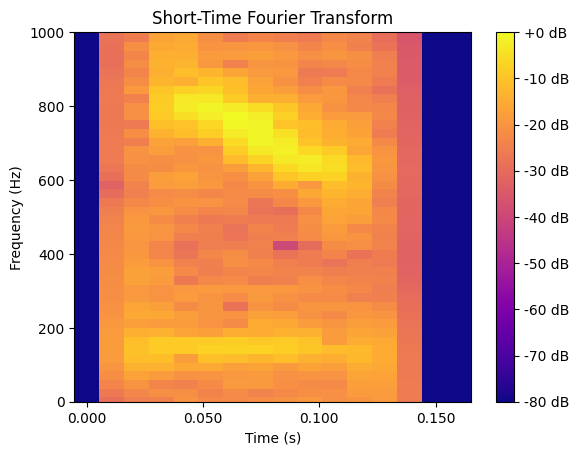 Short-Time Fourier Transform
1000
800
600
400
200
0
Frequency (Hz)
0.000
0.050
0.100
0.150
Time (s)
+0 dB
-10 dB
-20 dB
-30 dB
-40 dB
-50 dB
-60 dB
-70 dB
-80 dB